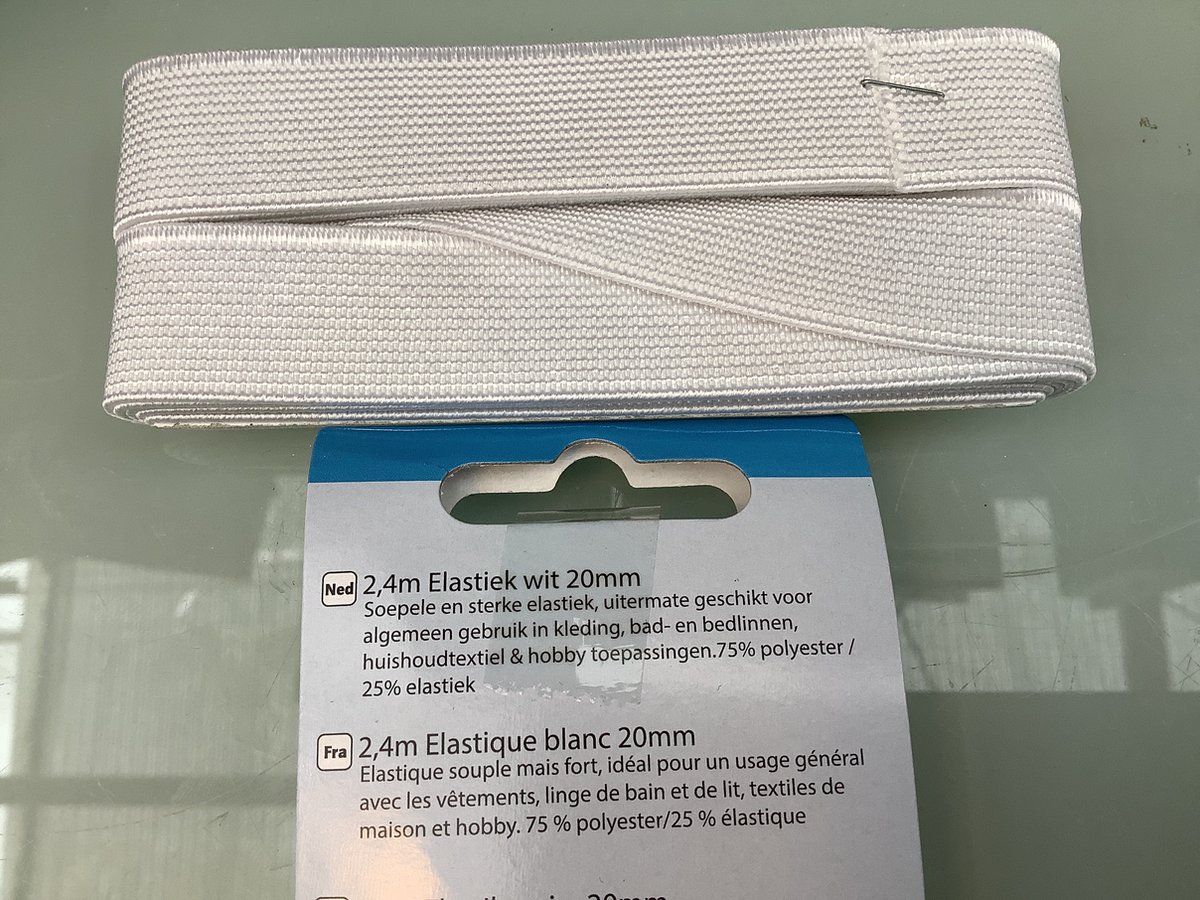 Ned 2,4m Elastiek wit 20mm
Soepele en sterke elastiek, uitermate geschikt voor
algemeen gebruik in kleding, bad- en bedlinnen,
huishoudtextiel & hobby toepassingen.75% polyester /
25% elastiek
Fra 2,4m Elastique blanc 20mm
Elastique souple mais fort, idéal pour un usage général
avec les vêtements, linge de bain et de lit, textiles de
maison et hobby. 75 % polyester/25 % élastique
20mm